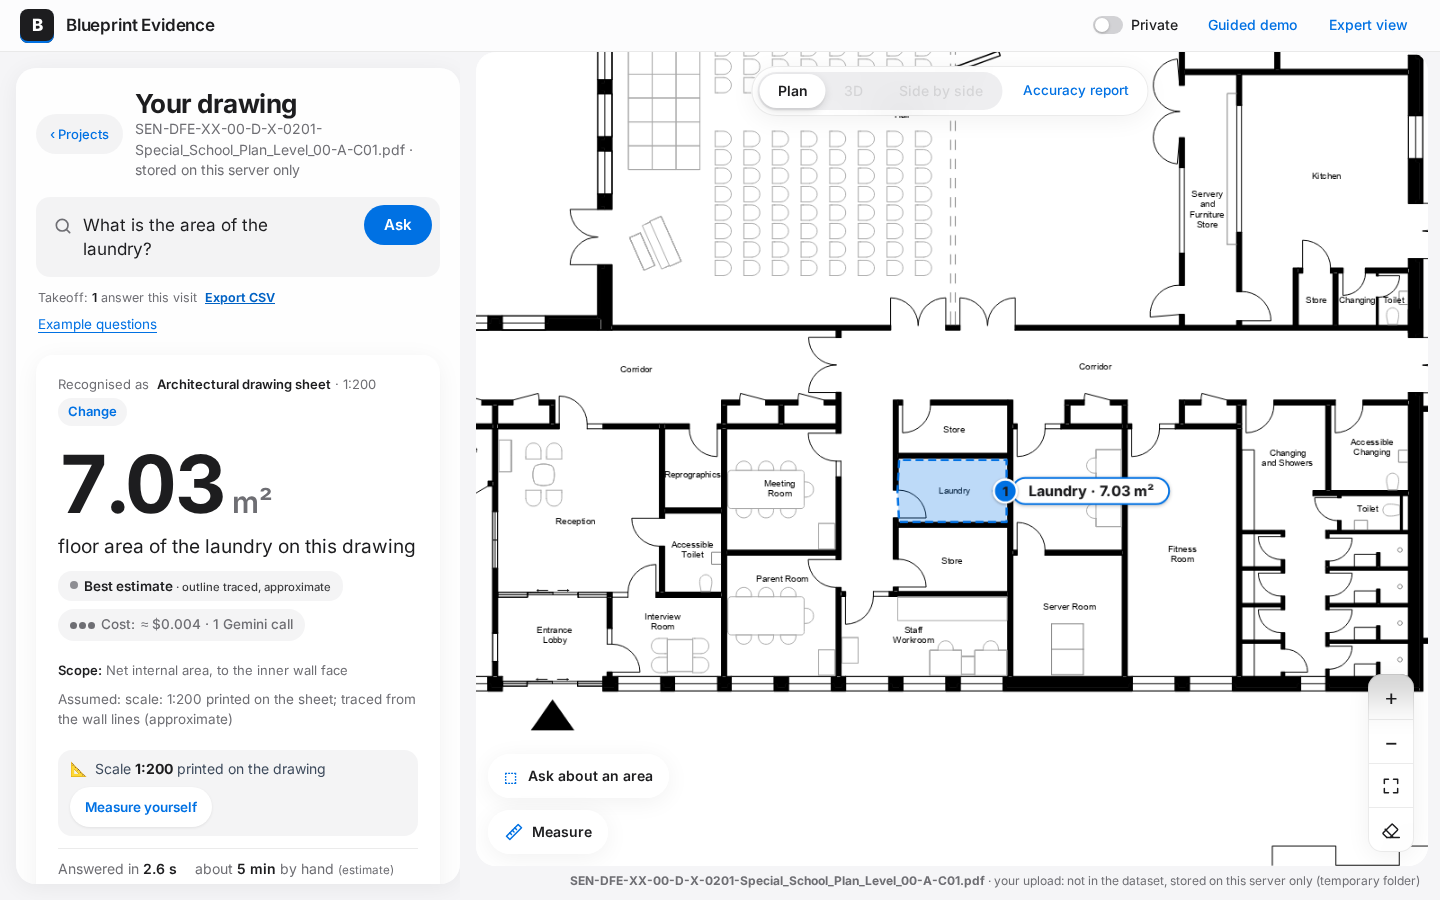 B Blueprint Evidence
Private
Guided demo
Expert view
‹ Projects
Your drawing
SEN-DFE-XX-00-D-X-0201-
Special_School_Plan_Level_00-A-C01.pdf ·
stored on this server only
What is the area of the
laundry?
Ask
Takeoff: 1 answer this visit Export CSV
Example questions
Recognised as Architectural drawing sheet · 1:200
Change
7.03 m²
floor area of the laundry on this drawing
Best estimate · outline traced, approximate
Cost: ≈ $0.004 · 1 Gemini call
Scope: Net internal area, to the inner wall face
Assumed: scale: 1:200 printed on the sheet; traced from
the wall lines (approximate)
Scale 1:200 printed on the drawing
Measure yourself
Answered in 2.6 s about 5 min by hand (estimate)
Plan
3D
Side by side
Accuracy report
Kitchen
Servery
and
Furniture
Store
Store
Changing
Toilet
Corridor
Corridor
Store
Changing
and Showers
Accessible
Changing
Reprographics
Meeting
Room
Laundry
1
Laundry · 7.03 m²
Toilet
Reception
Accessible
Toilet
Store
Fitness
Room
Parent Room
Server Room
Interview
Room
Entrance
Lobby
Staff
Workroom
Ask about an area
Measure
+
−
SEN-DFE-XX-00-D-X-0201-Special_School_Plan_Level_00-A-C01.pdf · your upload: not in the dataset, stored on this server only (temporary folder)